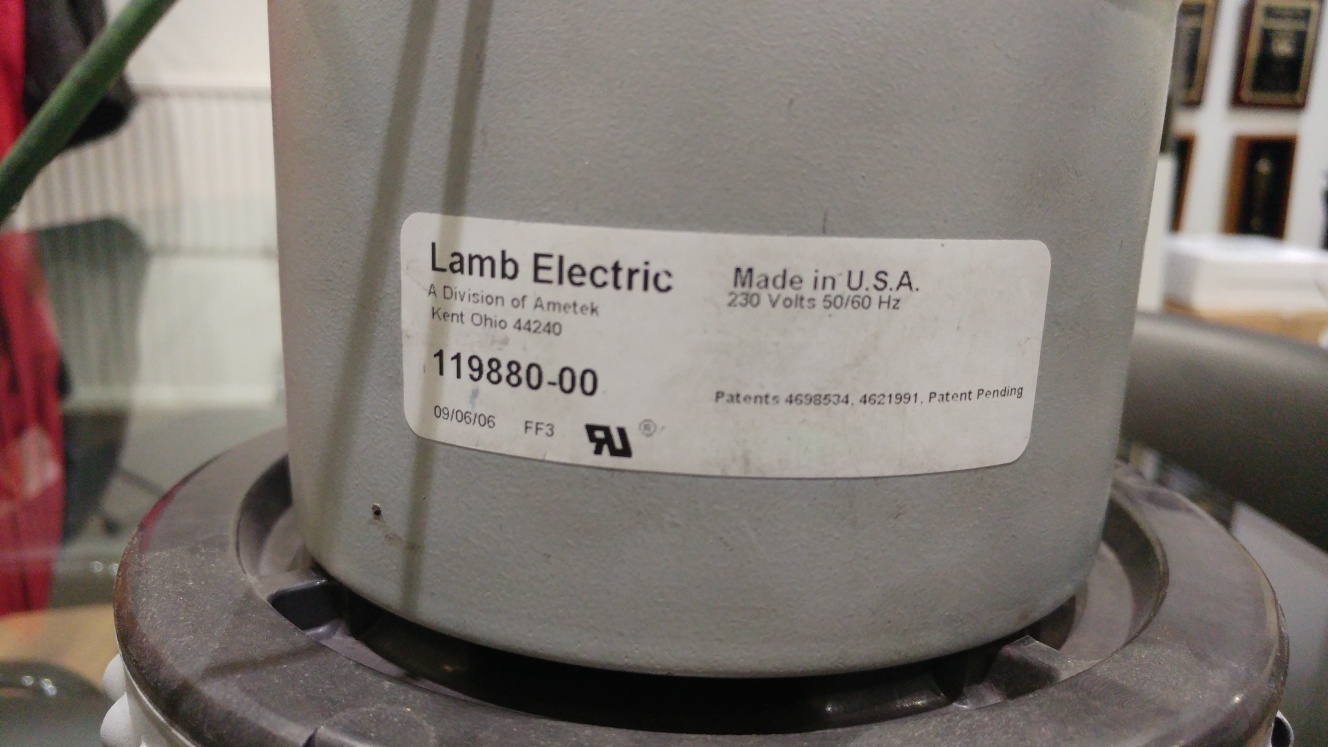 Lamb Electric
A Division of Ametek
Kent Ohio 44240
119880-00
09/06/06 FF3 ®
Made in U.S.A.
230 Volts 50/60 Hz
Patents 4698534, 4621991, Patent Pending